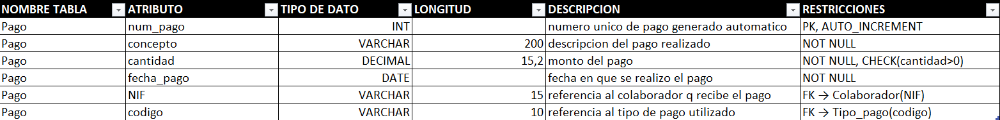 NOMBRE TABLA ATRIBUTO TIPO DE DATO LONGITUD DESCRIPCION RESTRICCIONES
Pago num_pago INT numero unico de pago generado automatico PK, AUTO_INCREMENT
Pago concepto VARCHAR 200 descripcion del pago realizado NOT NULL
Pago cantidad DECIMAL 15,2 monto del pago NOT NULL, CHECK(cantidad>0)
Pago fecha_pago DATE fecha en que se realizo el pago NOT NULL
Pago NIF VARCHAR 15 referencia al colaborador q recibe el pago FK → Colaborador(NIF)
Pago codigo VARCHAR 10 referencia al tipo de pago utilizado FK → Tipo_pago(codigo)